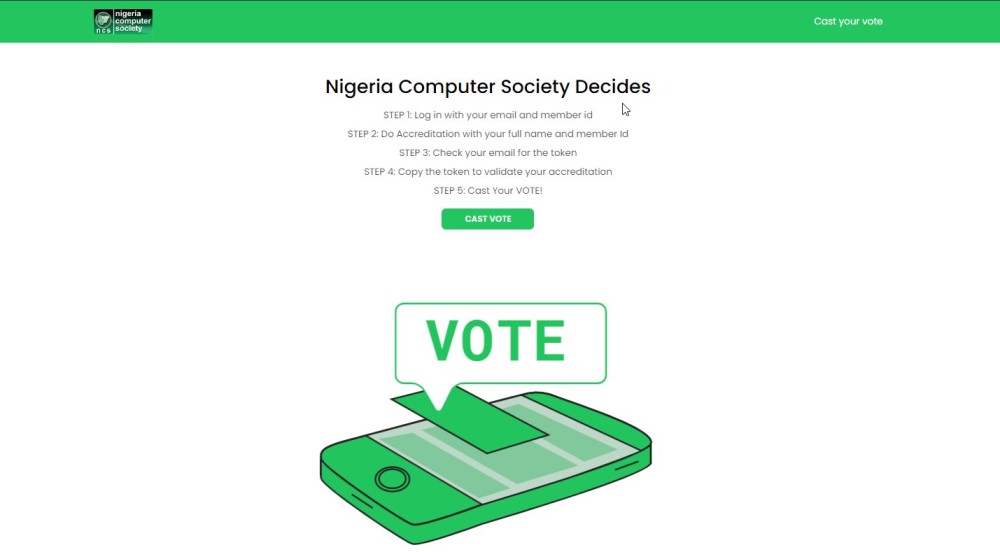 nigeria
computer
society
ncs
Cast your vote
Nigeria Computer Society Decides
STEP 1: Log in with your email and member id
STEP 2: Do Accreditation with your full name and member Id
STEP 3: Check your email for the token
STEP 4: Copy the token to validate your accreditation
STEP 5: Cast Your VOTE!
CAST VOTE
VOTE